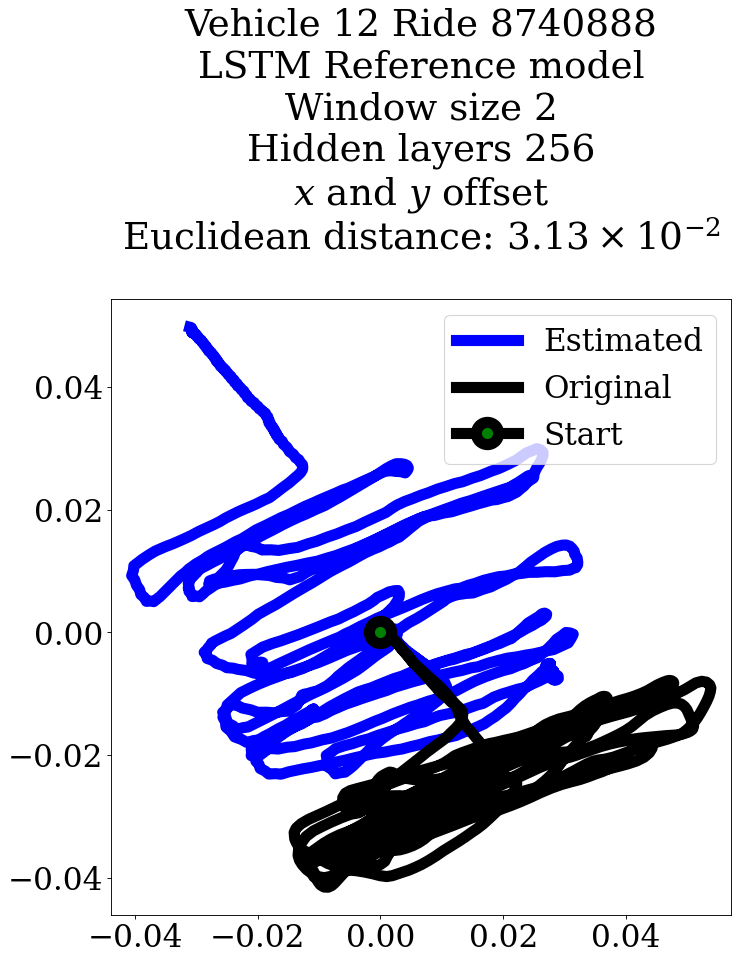 Vehicle 12 Ride 8740888
LSTM Reference model
Window size 2
Hidden layers 256
x and y offset
Euclidean distance: 3.13 × 10⁻²
Estimated
Original
Start
0.04
0.02
0.00
−0.02
−0.04
−0.04 −0.02 0.00 0.02 0.04